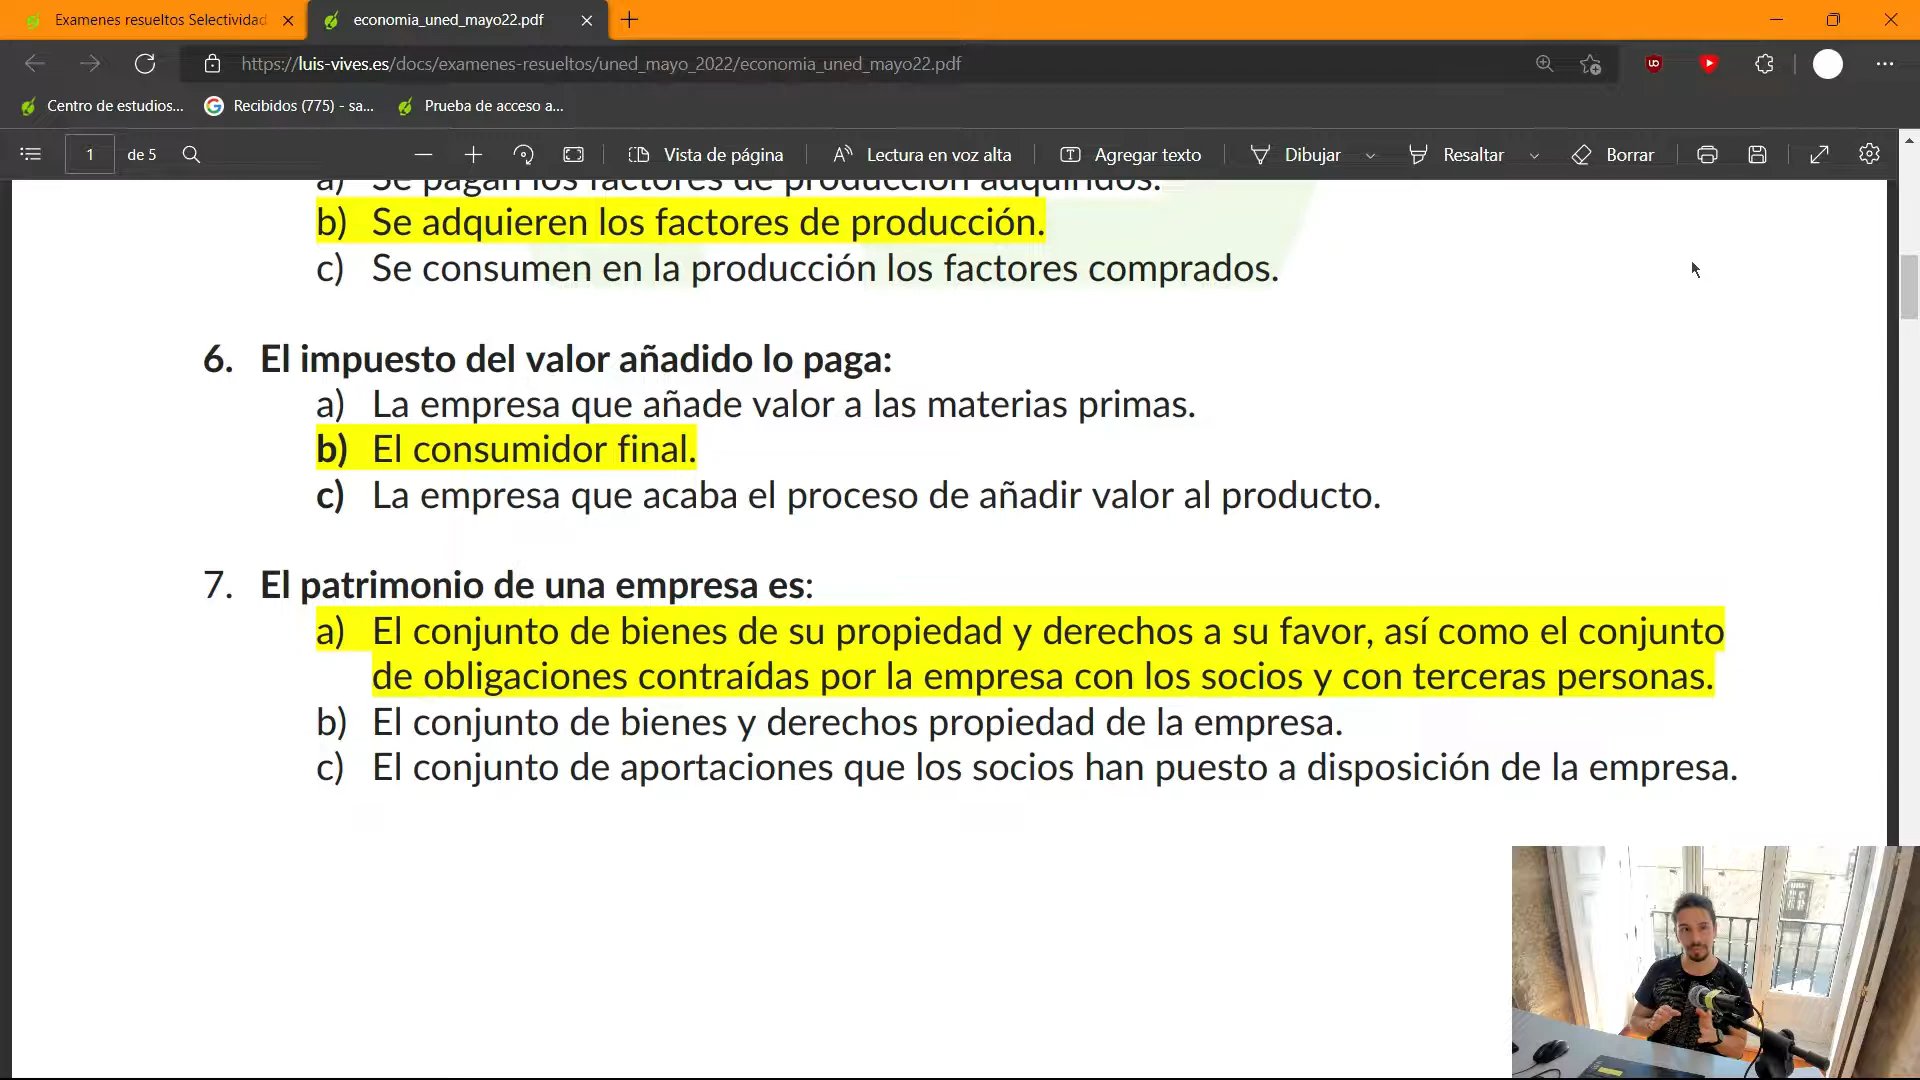 Examenes resueltos Selectividad
economia_uned_mayo22.pdf
https://luis-vives.es/docs/examenes-resueltos/uned_mayo_2022/economia_uned_mayo22.pdf
Centro de estudios...
Recibidos (775) - sa...
Prueba de acceso a...
1 de 5
Vista de página
Lectura en voz alta
Agregar texto
Dibujar
Resaltar
Borrar
a) Se pagan los factores de producción adquiridos.
b) Se adquieren los factores de producción.
c) Se consumen en la producción los factores comprados.
6. El impuesto del valor añadido lo paga:
a) La empresa que añade valor a las materias primas.
b) El consumidor final.
c) La empresa que acaba el proceso de añadir valor al producto.
7. El patrimonio de una empresa es:
a) El conjunto de bienes de su propiedad y derechos a su favor, así como el conjunto
de obligaciones contraídas por la empresa con los socios y con terceras personas.
b) El conjunto de bienes y derechos propiedad de la empresa.
c) El conjunto de aportaciones que los socios han puesto a disposición de la empresa.